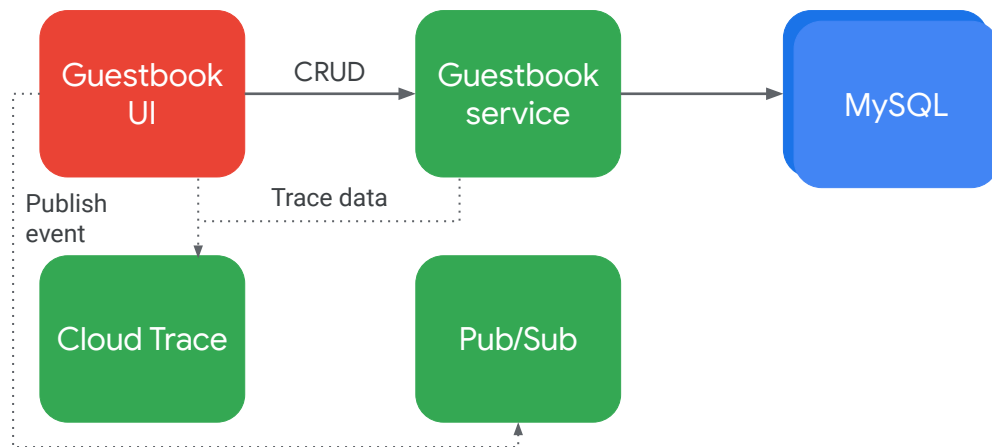 Guestbook
UI
CRUD
Guestbook
service
MySQL
Publish
event
Trace data
Cloud Trace
Pub/Sub